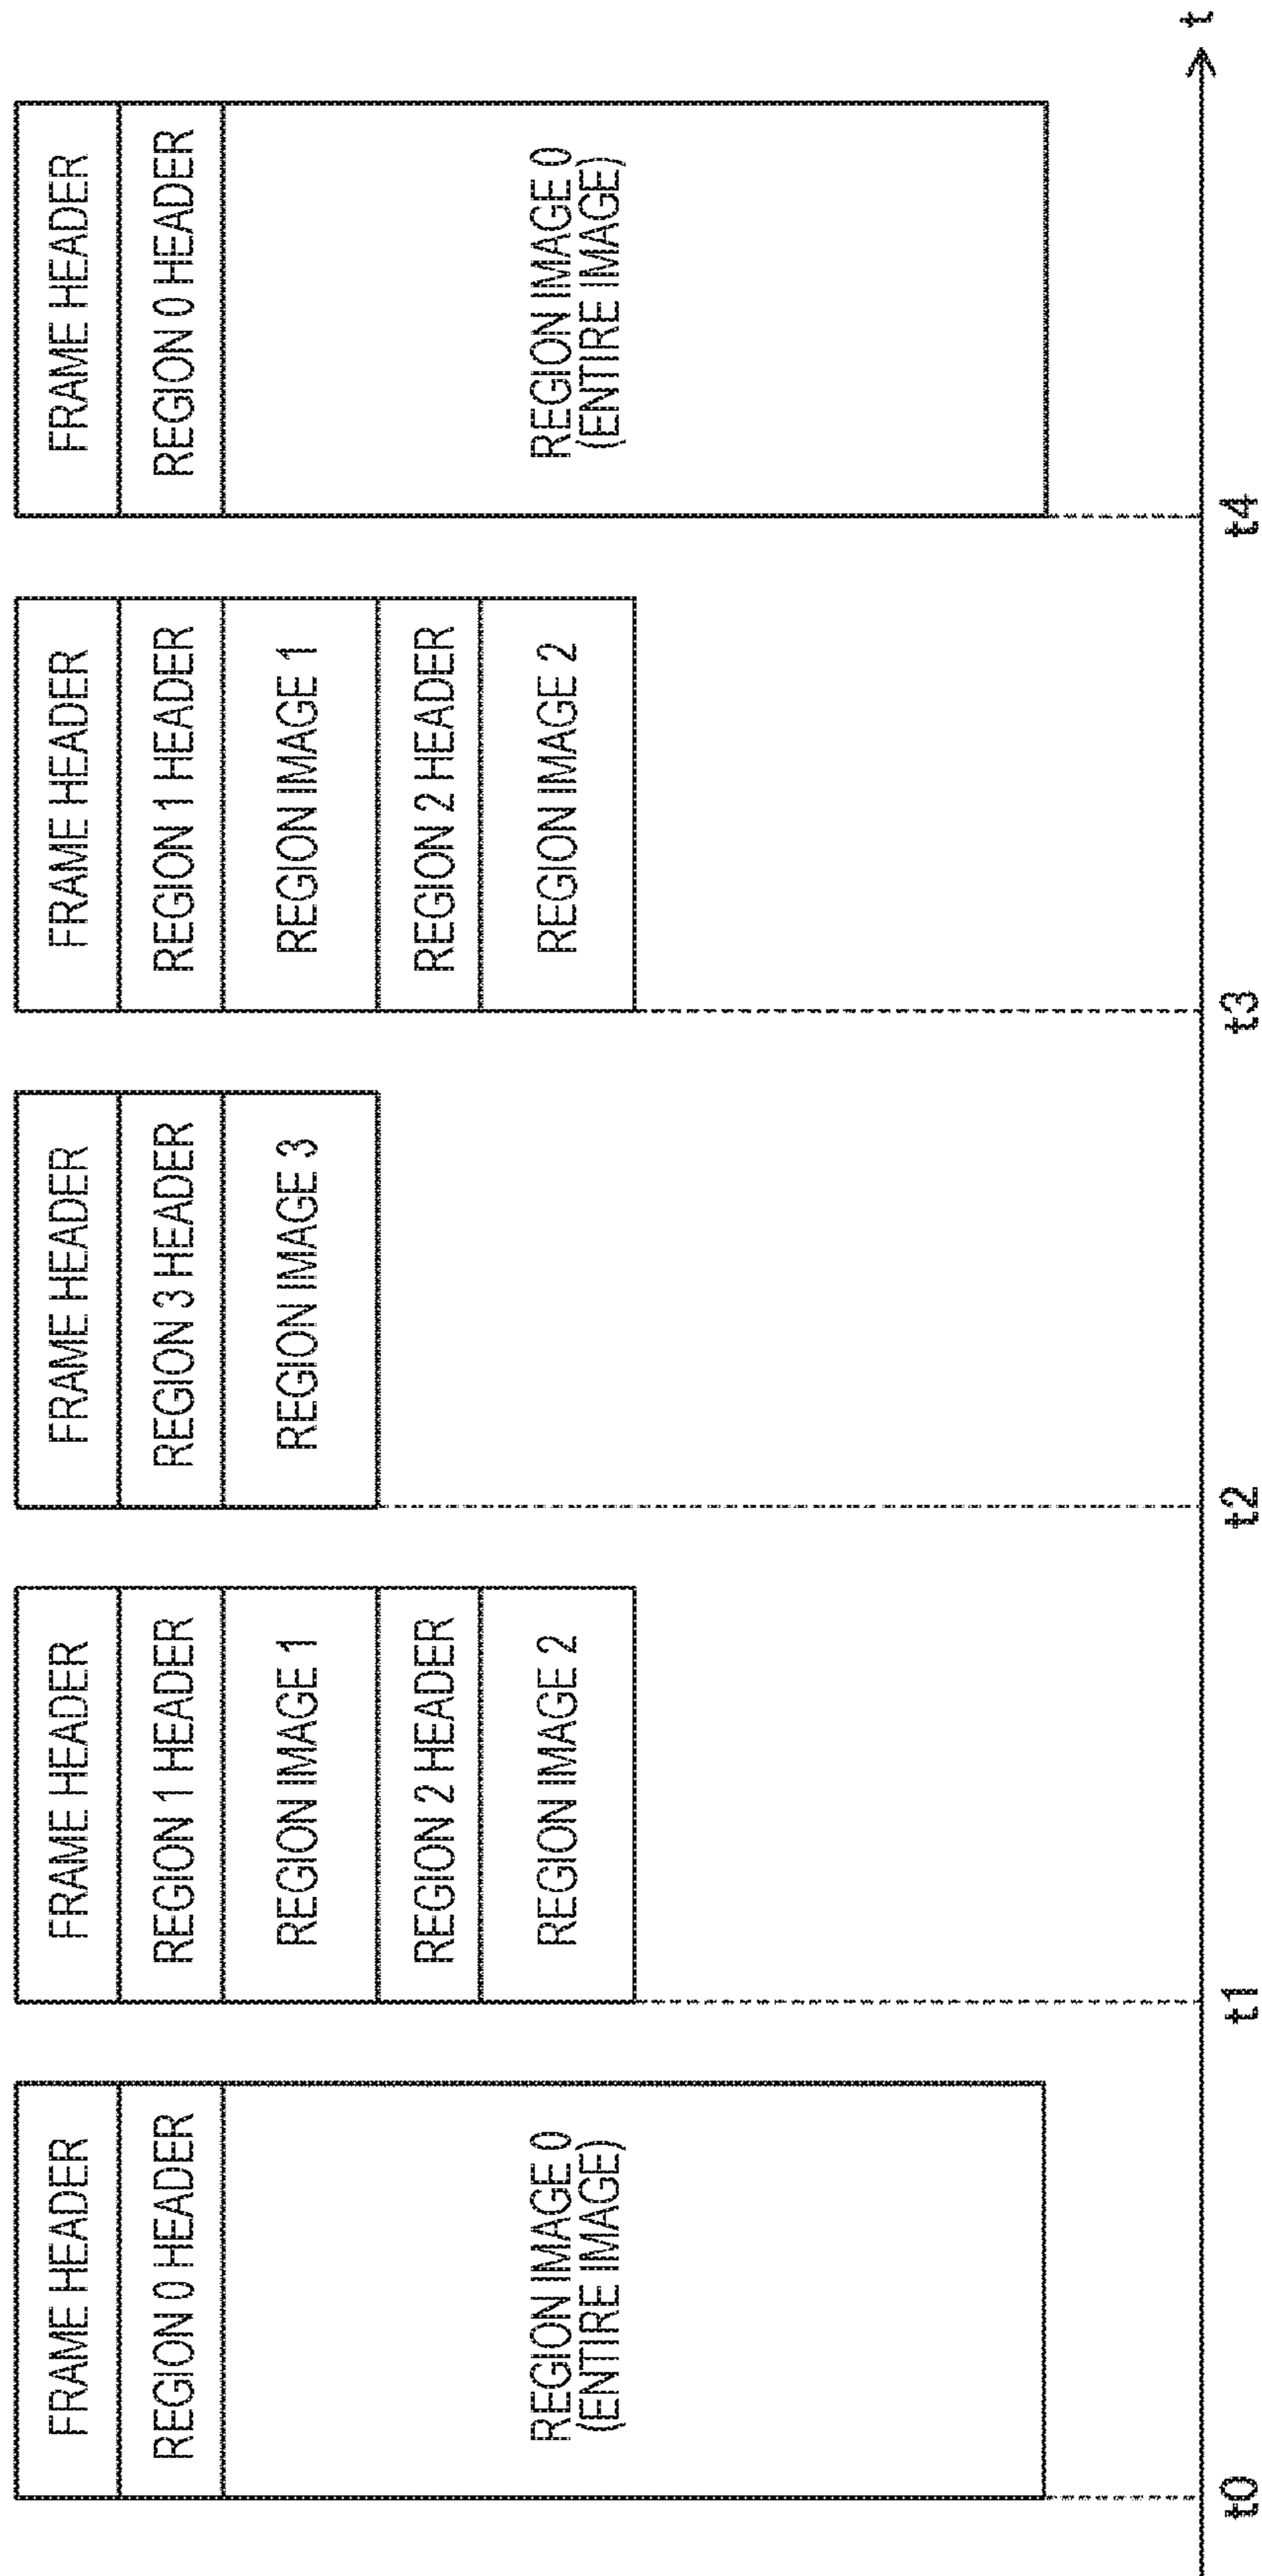 FRAME HEADER
REGION 0 HEADER
REGION IMAGE 0
(ENTIRE IMAGE)
FRAME HEADER
REGION 1 HEADER
REGION IMAGE 1
REGION 2 HEADER
REGION IMAGE 2
FRAME HEADER
REGION 3 HEADER
REGION IMAGE 3
FRAME HEADER
REGION 1 HEADER
REGION IMAGE 1
REGION 2 HEADER
REGION IMAGE 2
FRAME HEADER
REGION 0 HEADER
REGION IMAGE 0
(ENTIRE IMAGE)
t0
t1
t2
t3
t4
t